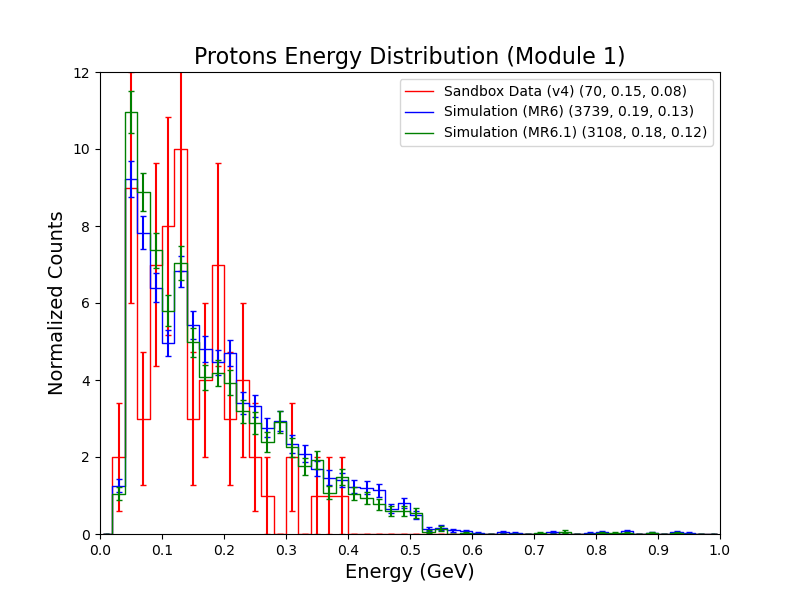 Protons Energy Distribution (Module 1)
Sandbox Data (v4) (70, 0.15, 0.08)
Simulation (MR6) (3739, 0.19, 0.13)
Simulation (MR6.1) (3108, 0.18, 0.12)
Normalized Counts
12
10
8
6
4
2
0
0.0 0.1 0.2 0.3 0.4 0.5 0.6 0.7 0.8 0.9 1.0
Energy (GeV)